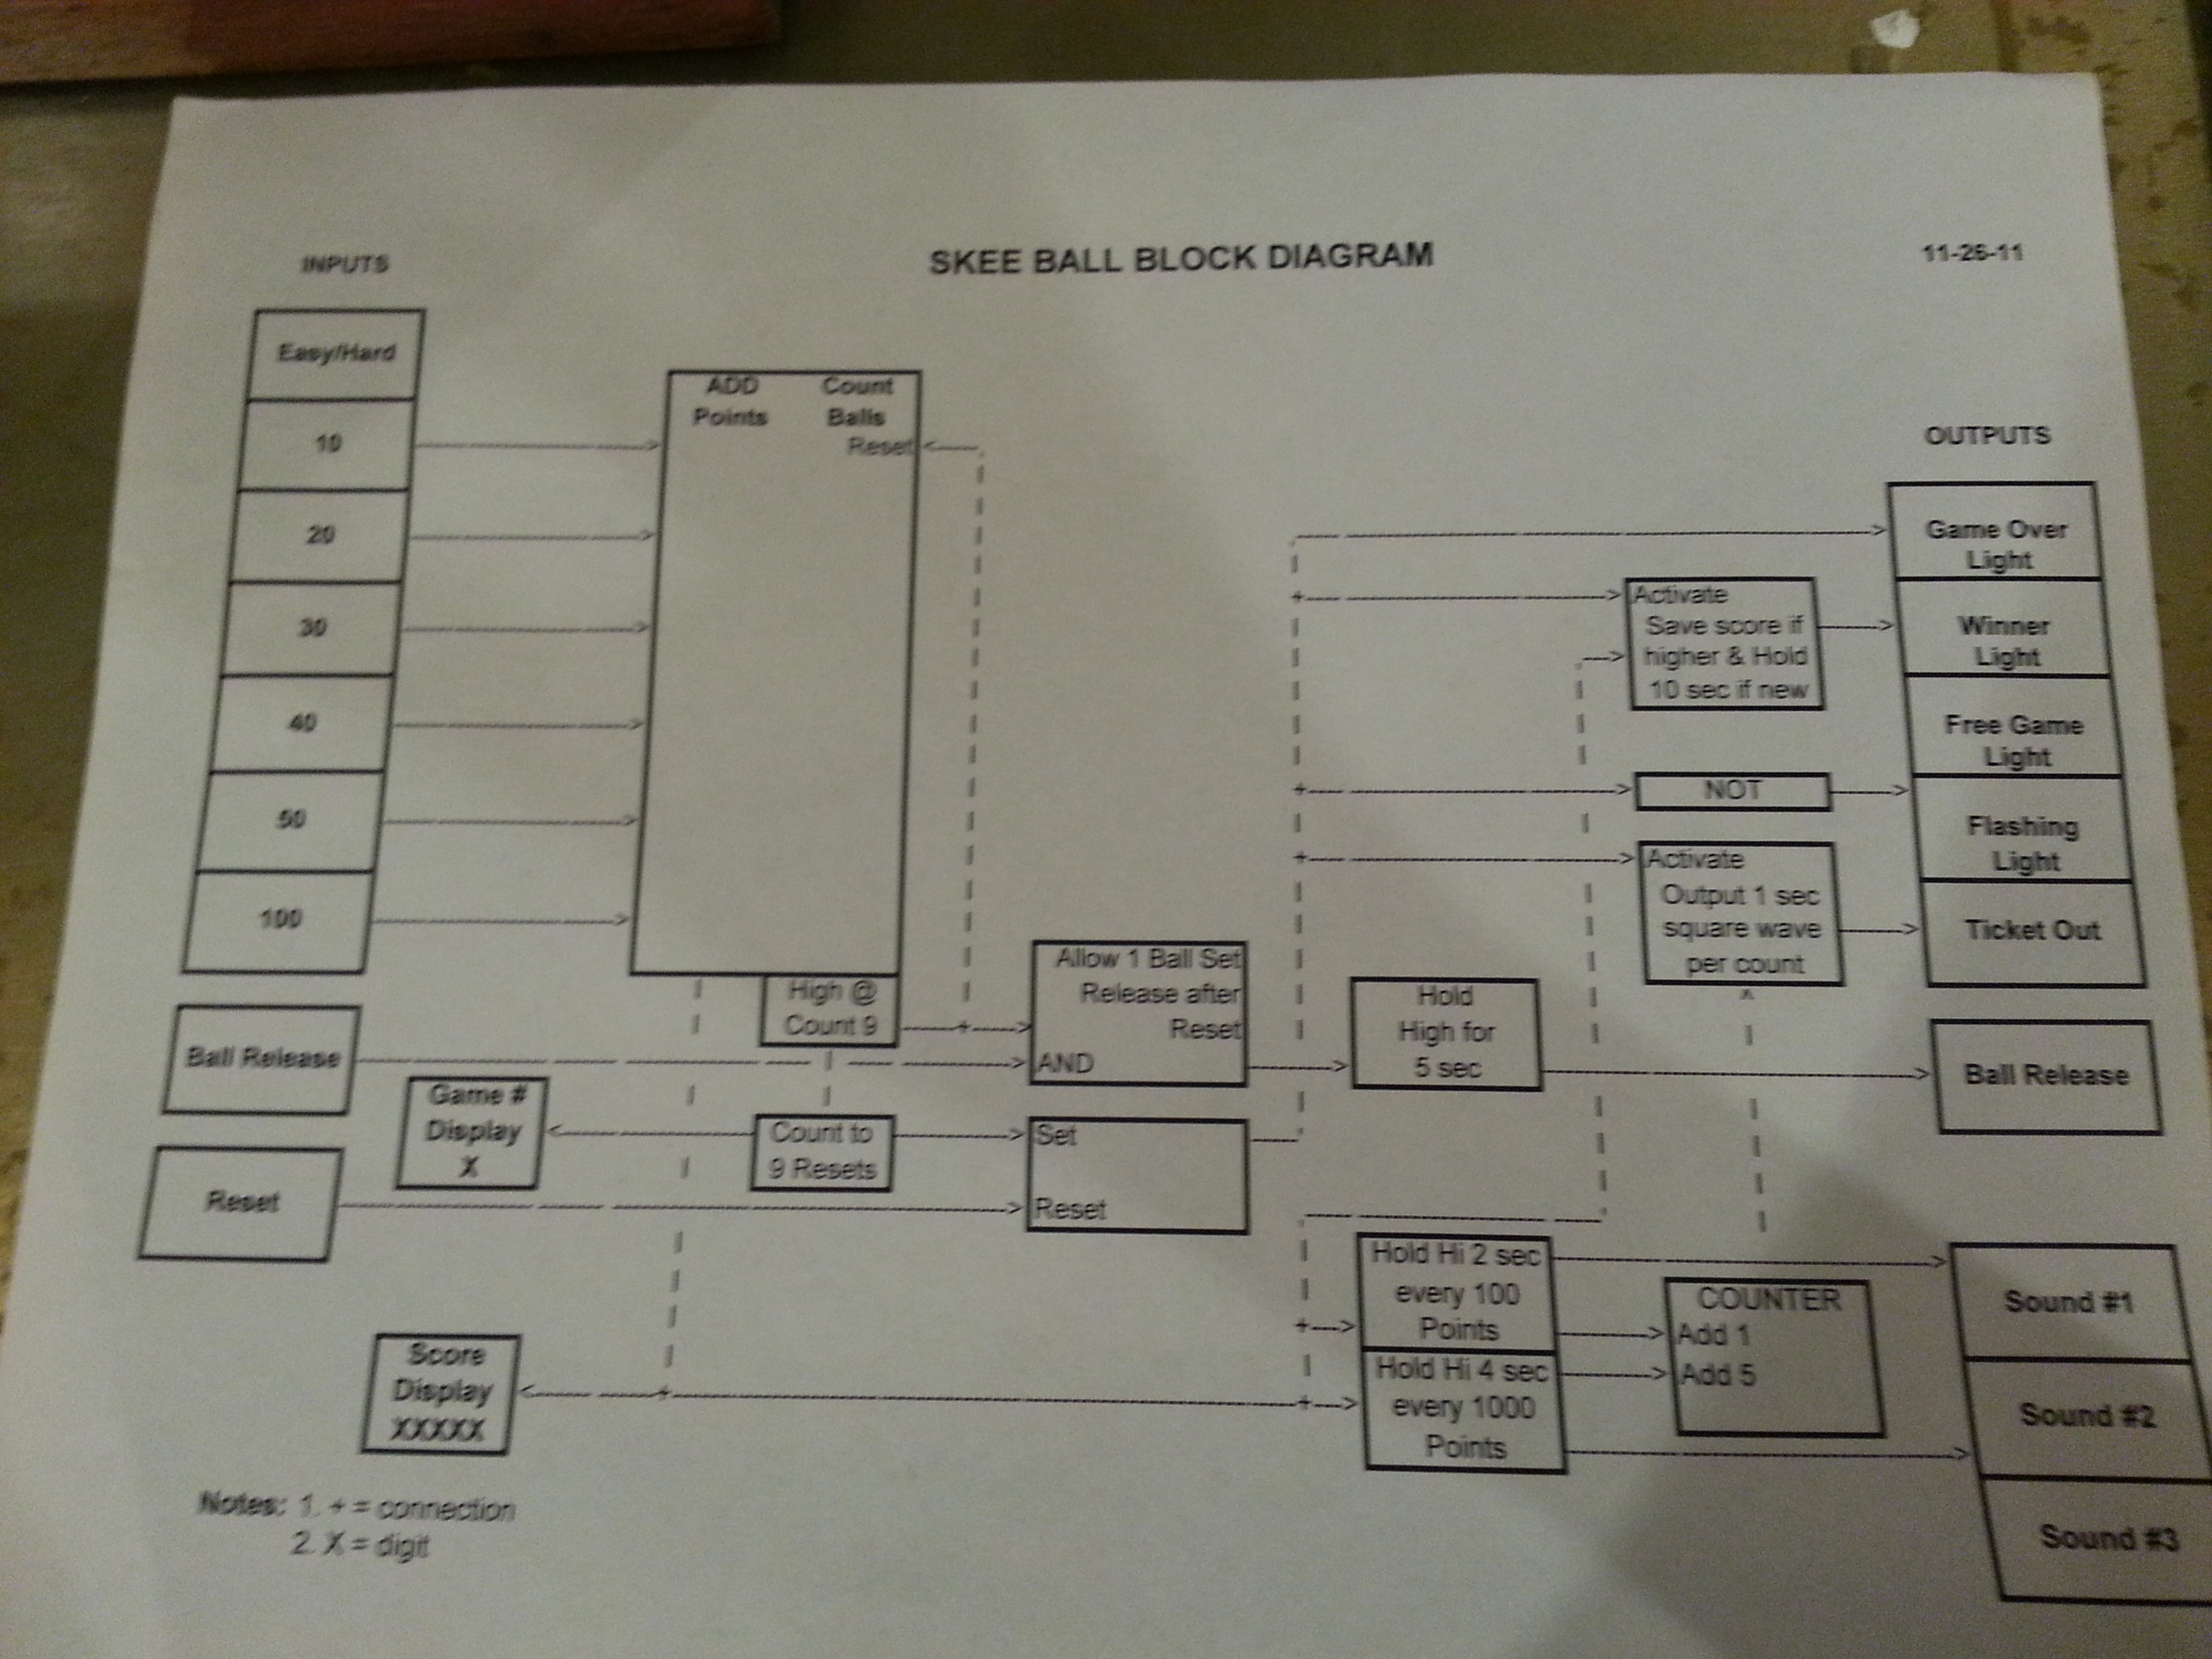 INPUTS
SKEE BALL BLOCK DIAGRAM
11-26-11
Easy/Hard
10
20
30
40
50
100
Ball Release
Reset
ADD Count
Points Balls
Reset
High @
Count 9
Game #
Display
X
Count to
9 Resets
Score
Display
XXXXX
Allow 1 Ball Set
Release after
Reset
AND
Set
Reset
Hold
High for
5 sec
Activate
Save score if
higher & Hold
10 sec if new
NOT
Activate
Output 1 sec
square wave
per count
Hold Hi 2 sec
every 100
Points
Hold Hi 4 sec
every 1000
Points
COUNTER
Add 1
Add 5
OUTPUTS
Game Over
Light
Winner
Light
Free Game
Light
Flashing
Light
Ticket Out
Ball Release
Sound #1
Sound #2
Sound #3
Notes: 1. + = connection
2. X = digit